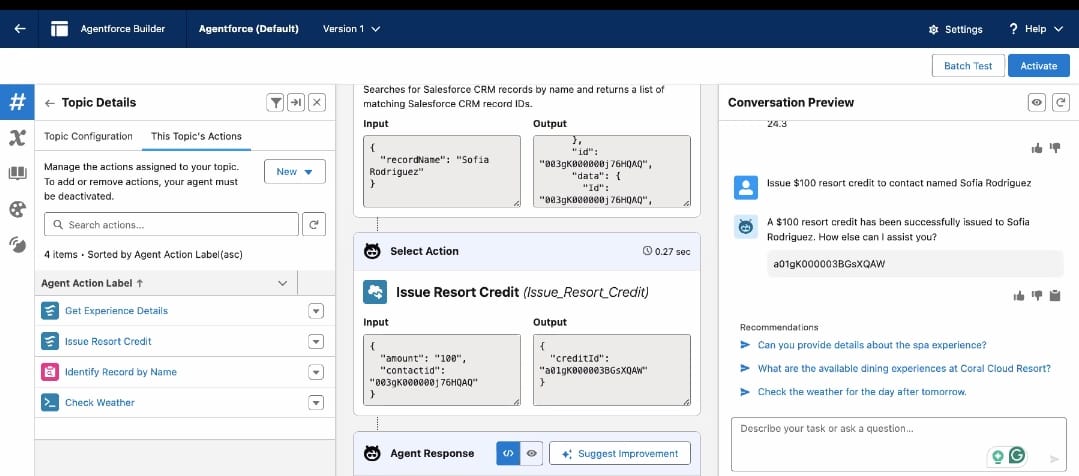 Agentforce Builder
Agentforce (Default)
Version 1
Settings
? Help
Batch Test
Activate
Topic Details
Topic Configuration
This Topic's Actions
Manage the actions assigned to your topic.
To add or remove actions, your agent must
be deactivated.
New
Search actions...
4 items • Sorted by Agent Action Label(asc)
Agent Action Label ↑
Get Experience Details
Issue Resort Credit
Identify Record by Name
Check Weather
Searches for Salesforce CRM records by name and returns a list of
matching Salesforce CRM record IDs.
Input
{
"recordName": "Sofia
Rodriguez"
}
Output
},
"id":
"003gK000000j76HQAQ",
"data": {
"Id":
"003gK000000j76HQAQ",
Select Action
0.27 sec
Issue Resort Credit (Issue_Resort_Credit)
Input
{
"amount": "100",
"contactid":
"003gK000000j76HQAQ"
}
Output
{
"creditId":
"a01gK000003BGsXQAW"
}
Agent Response
Suggest Improvement
Conversation Preview
24.3
Issue $100 resort credit to contact named Sofia Rodriguez
A $100 resort credit has been successfully issued to Sofia
Rodriguez. How else can I assist you?
a01gK000003BGsXQAW
Recommendations
Can you provide details about the spa experience?
What are the available dining experiences at Coral Cloud Resort?
Check the weather for the day after tomorrow.
Describe your task or ask a question...